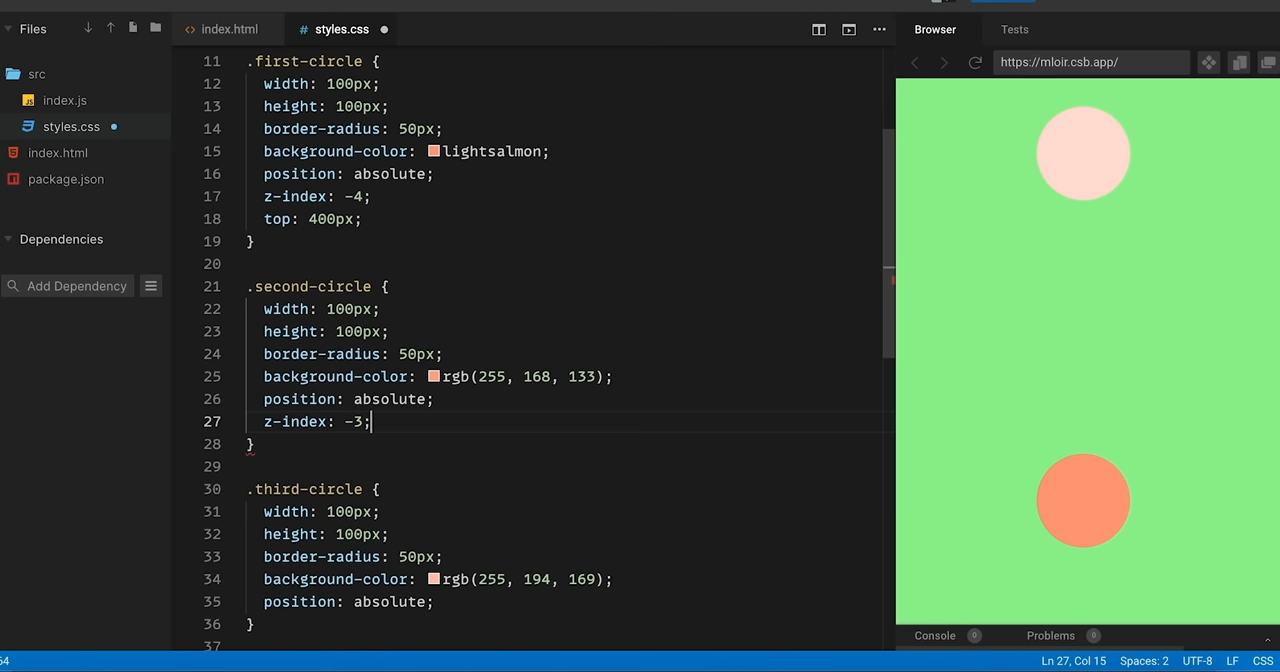 Files
index.html
styles.css
Browser
Tests
https://mloir.csb.app/
src
index.js
styles.css
index.html
package.json
Dependencies
Add Dependency
11 .first-circle {
12 width: 100px;
13 height: 100px;
14 border-radius: 50px;
15 background-color: lightsalmon;
16 position: absolute;
17 z-index: -4;
18 top: 400px;
19 }
20
21 .second-circle {
22 width: 100px;
23 height: 100px;
24 border-radius: 50px;
25 background-color: rgb(255, 168, 133);
26 position: absolute;
27 z-index: -3;
28 }
29
30 .third-circle {
31 width: 100px;
32 height: 100px;
33 border-radius: 50px;
34 background-color: rgb(255, 194, 169);
35 position: absolute;
36 }
37
Console 0
Problems 0
64
Ln 27, Col 15
Spaces: 2
UTF-8
LF
CSS